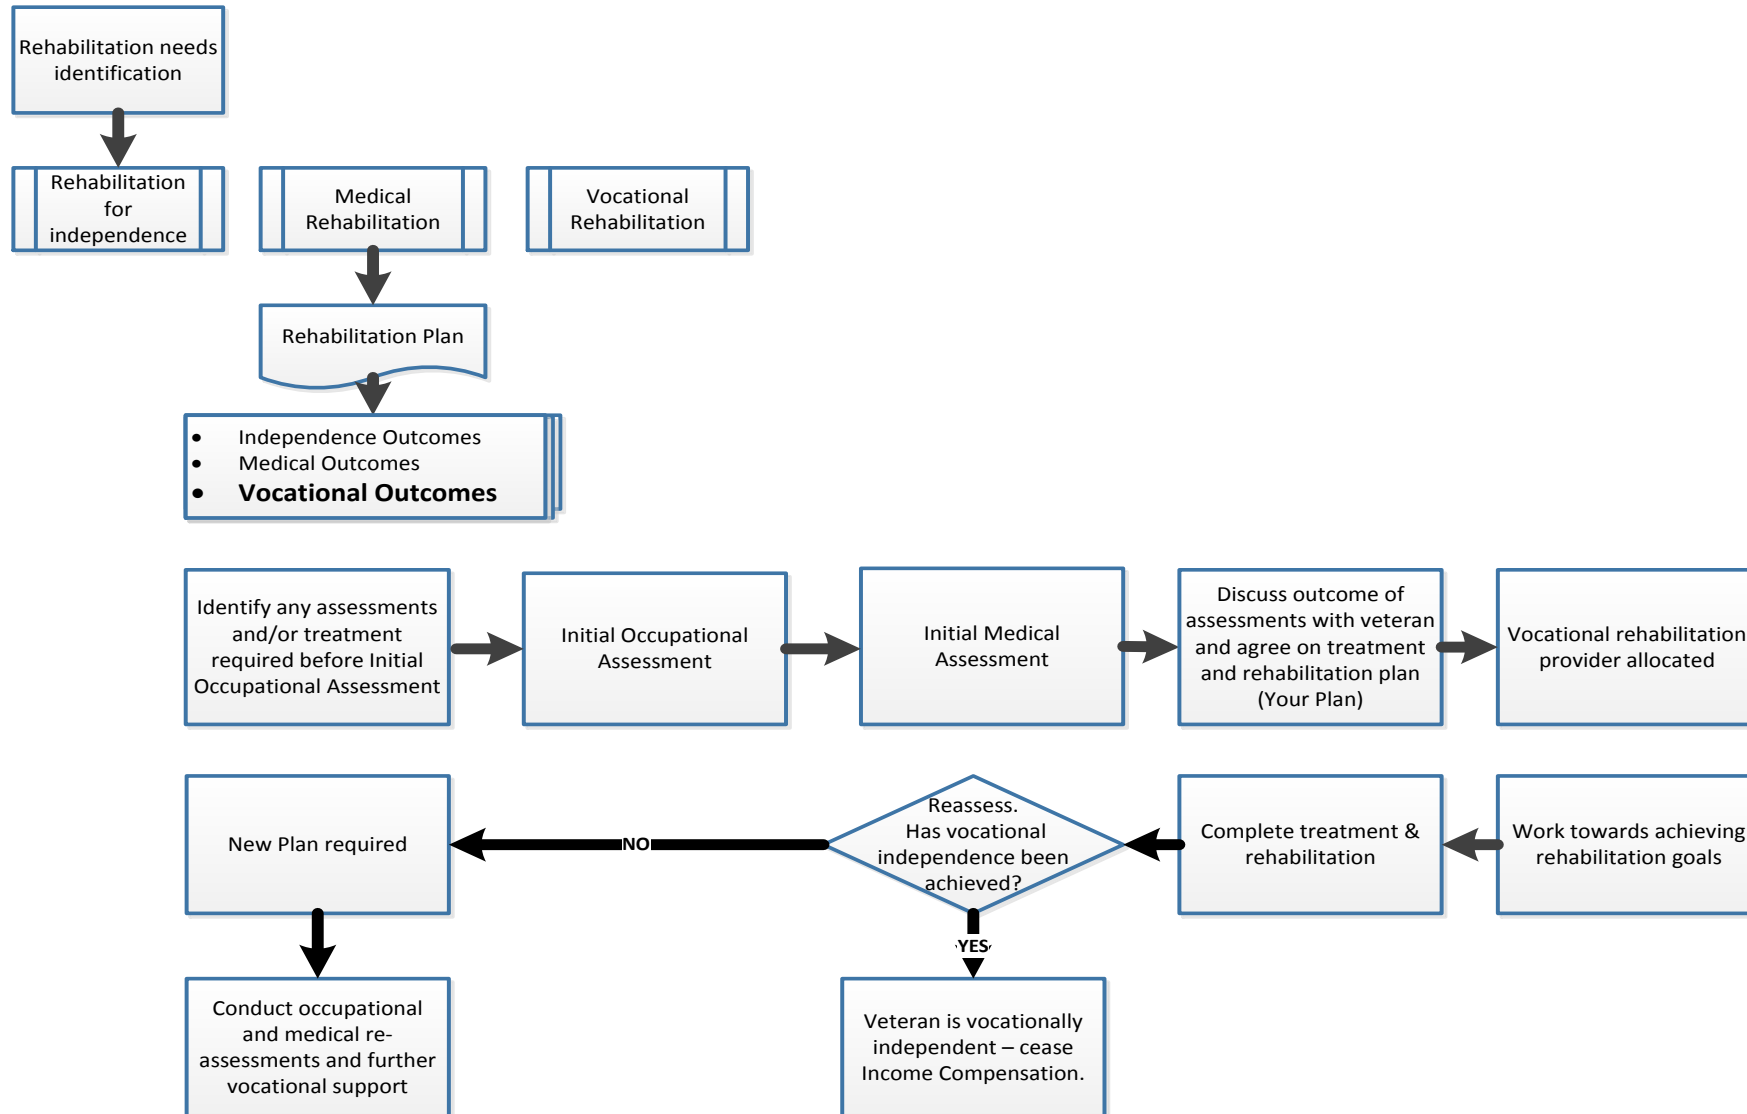 Rehabilitation needs
identification
Rehabilitation
for
independence
Medical
Rehabilitation
Vocational
Rehabilitation
Rehabilitation Plan
• Independence Outcomes
• Medical Outcomes
• Vocational Outcomes
Identify any assessments
and/or treatment
required before Initial
Occupational Assessment
Initial Occupational
Assessment
Initial Medical
Assessment
Discuss outcome of
assessments with veteran
and agree on treatment
and rehabilitation plan
(Your Plan)
Vocational rehabilitation
provider allocated
New Plan required
NO
Reassess.
Has vocational
independence been
achieved?
Complete treatment &
rehabilitation
Work towards achieving
rehabilitation goals
YES
Conduct occupational
and medical re-
assessments and further
vocational support
Veteran is vocationally
independent – cease
Income Compensation.